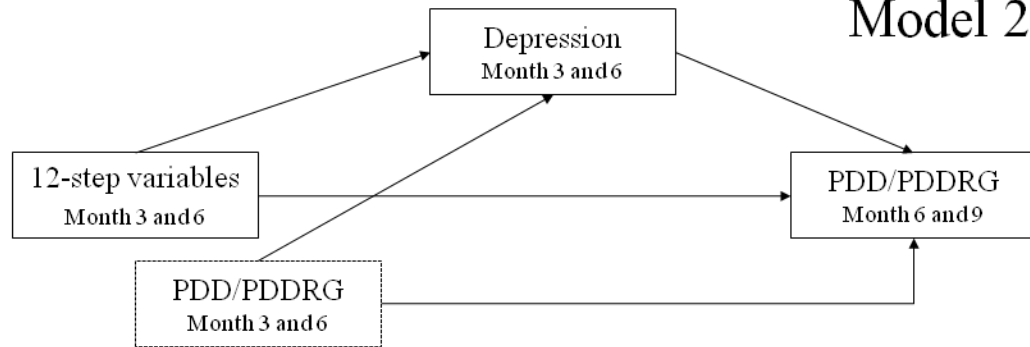 Model 2
Depression
Month 3 and 6
12-step variables
Month 3 and 6
PDD/PDDRG
Month 6 and 9
PDD/PDDRG
Month 3 and 6